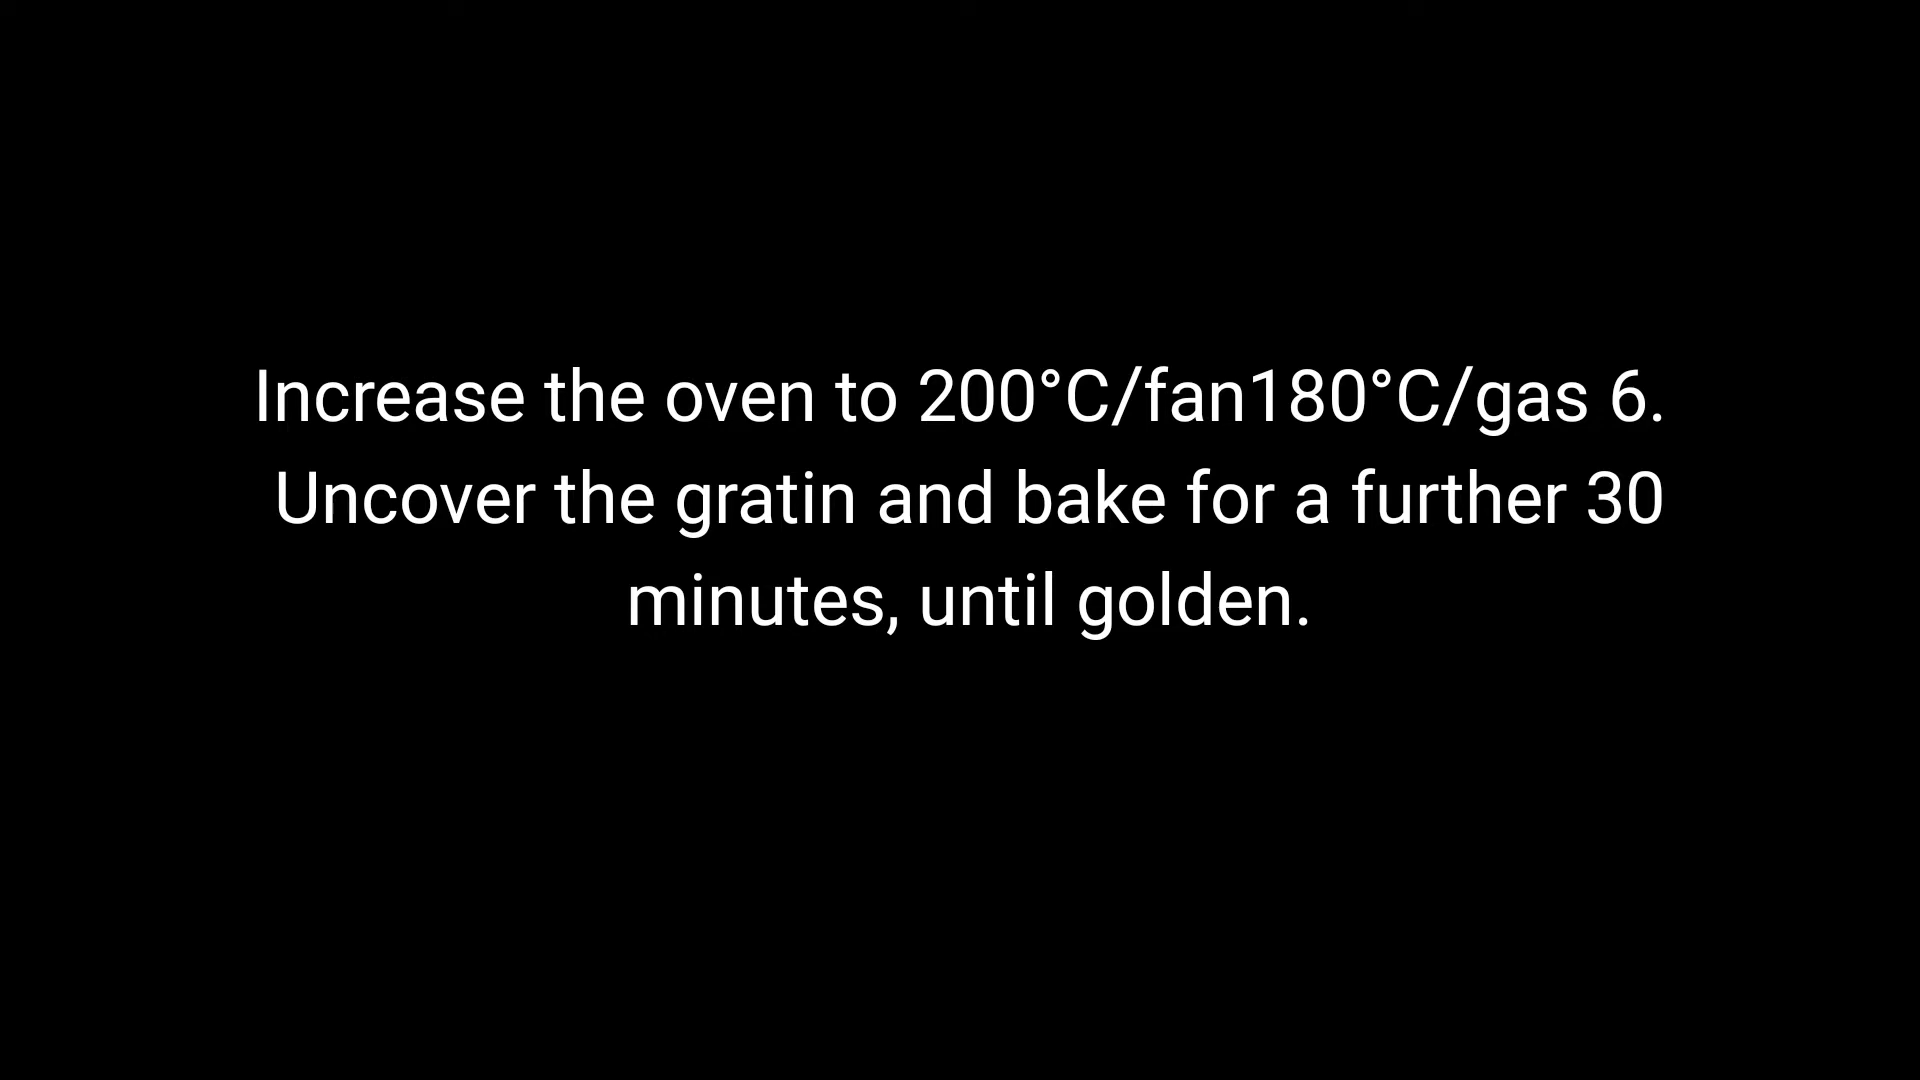 Increase the oven to 200°C/fan180°C/gas 6.
Uncover the gratin and bake for a further 30
minutes, until golden.